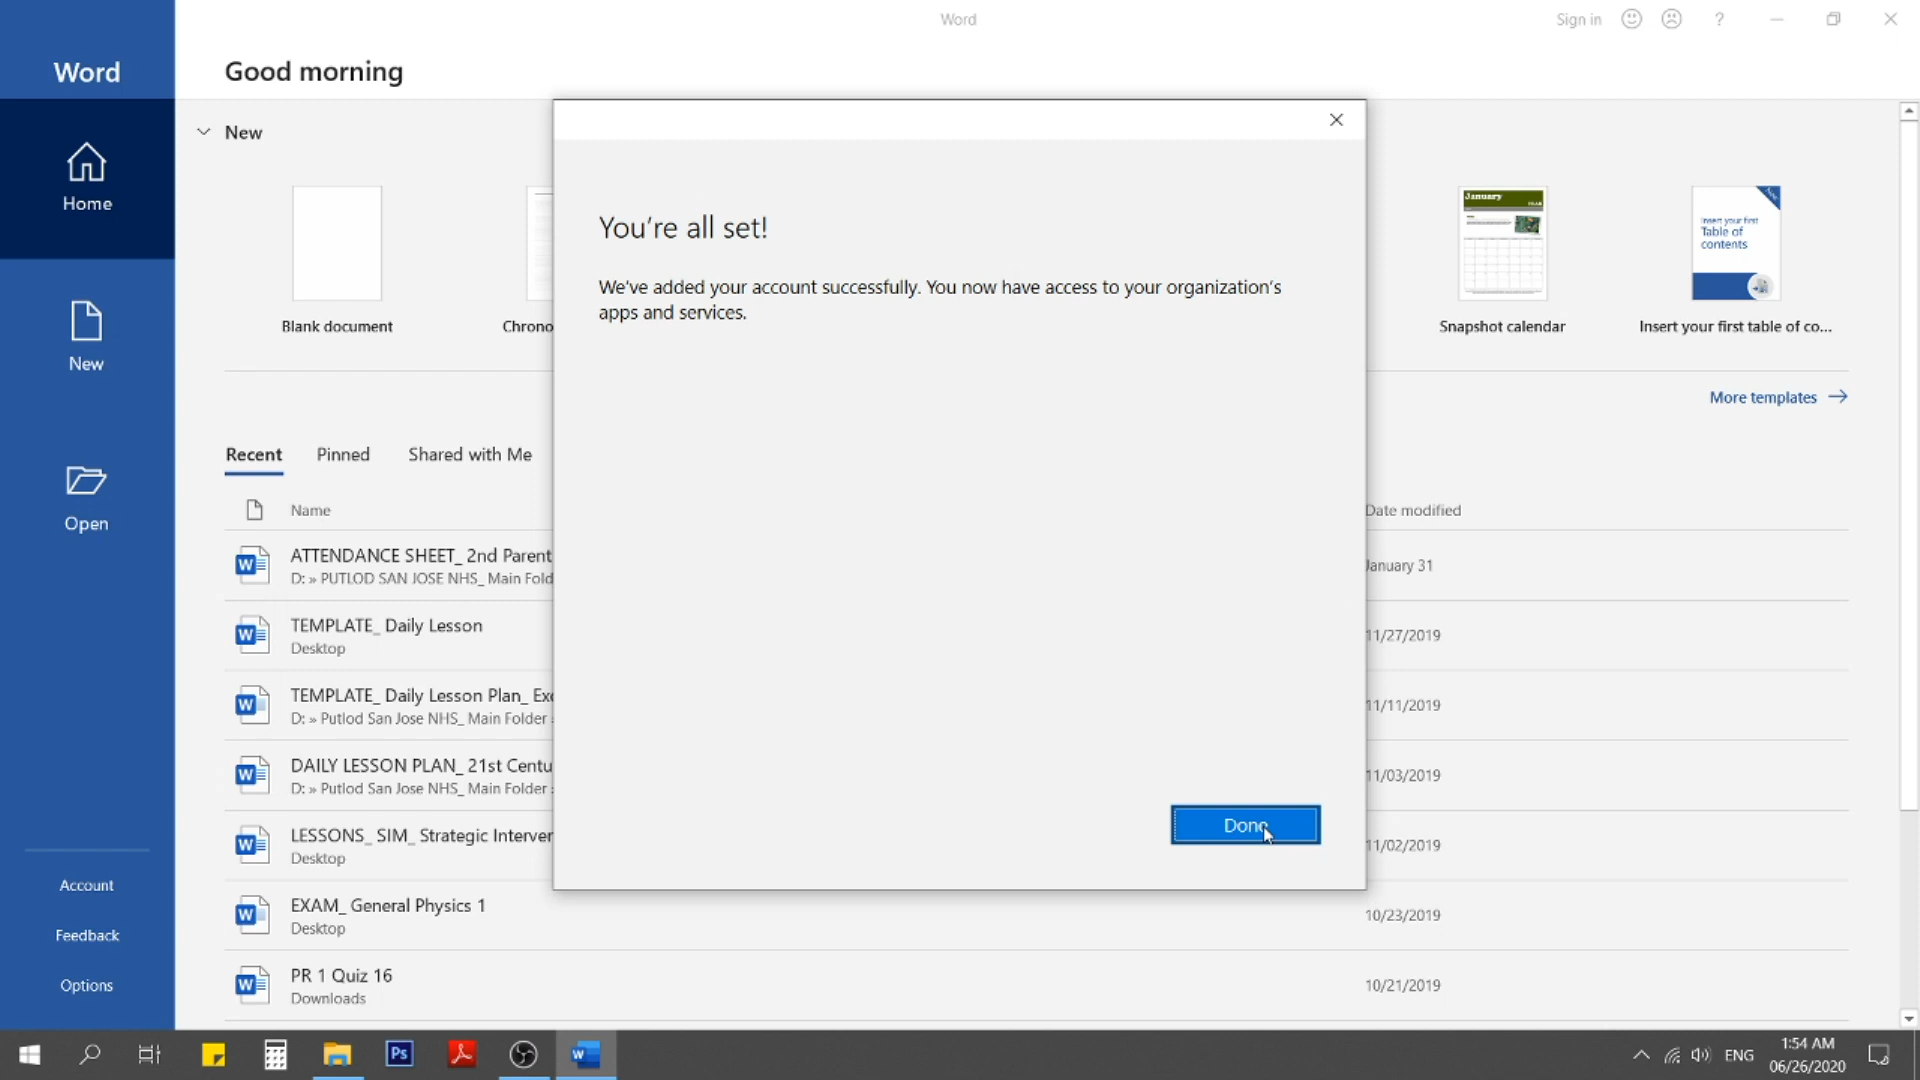 Word
Sign in
?
Word
Good morning
Home
New
Open
Account
Feedback
Options
New
Blank document
Chrono
January
Snapshot calendar
New
Insert your first
Table of
contents
Insert your first table of co...
More templates
You're all set!
We've added your account successfully. You now have access to your organization's
apps and services.
Done
Recent Pinned Shared with Me
Name Date modified
ATTENDANCE SHEET_ 2nd Parent January 31
D: » PUTLOD SAN JOSE NHS_ Main Fold
TEMPLATE_ Daily Lesson 11/27/2019
Desktop
TEMPLATE_ Daily Lesson Plan_ Exe 11/11/2019
D: » Putlod San Jose NHS_ Main Folder
DAILY LESSON PLAN_ 21st Centu 11/03/2019
D: » Putlod San Jose NHS_ Main Folder
LESSONS_ SIM_ Strategic Interver 11/02/2019
Desktop
EXAM_ General Physics 1 10/23/2019
Desktop
PR 1 Quiz 16 10/21/2019
Downloads
Ps
W
ENG
1:54 AM
06/26/2020